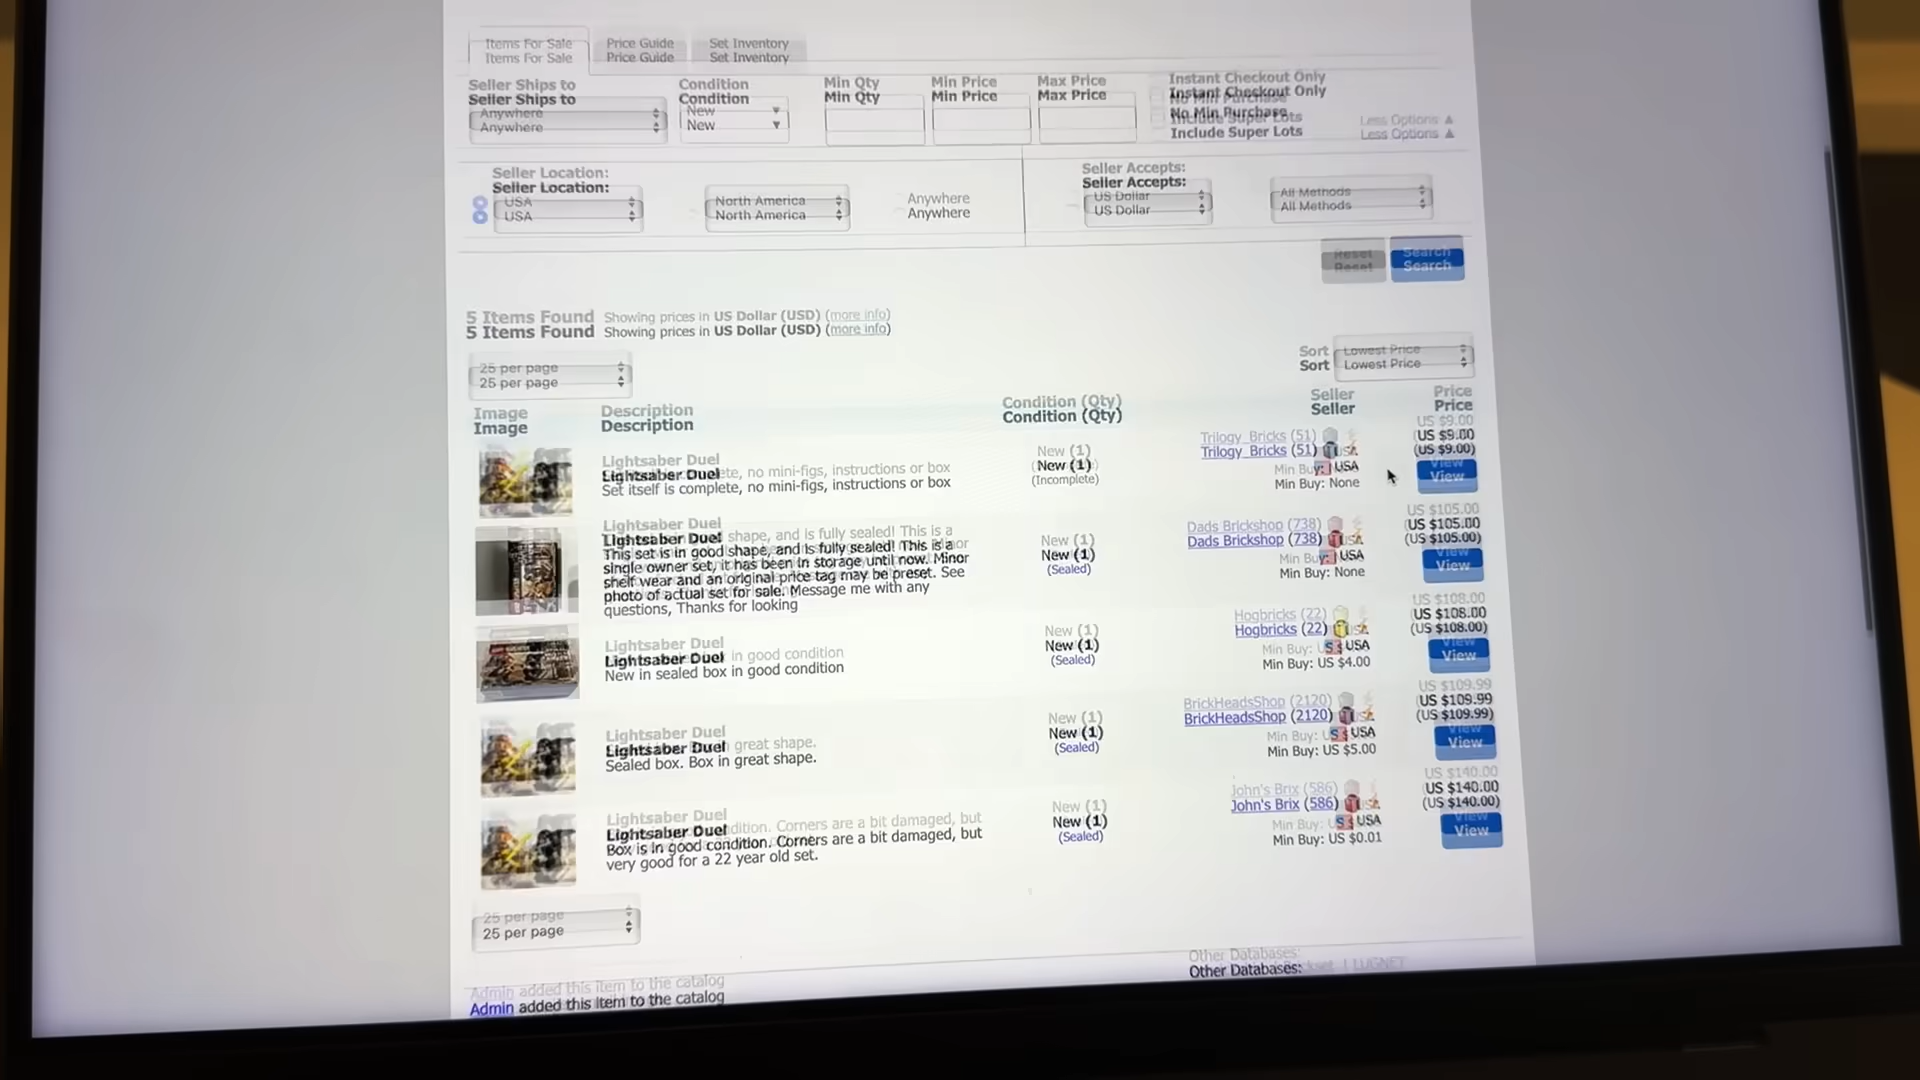 Items For Sale Price Guide Set Inventory
Seller Ships to Condition Min Qty Min Price Max Price Instant Checkout Only
No Min Purchase
Anywhere New Include Super Lots Less Options
Seller Location: Seller Accepts:
USA North America Anywhere US Dollar All Methods
Reset Search
5 Items Found Showing prices in US Dollar (USD) (more info)
25 per page Sort Lowest Price
Image Description Condition (Qty) Seller Price
Lightsaber Duel
Set itself is complete, no mini-figs, instructions or box
New (1)
(Incomplete)
Trilogy_Bricks (51)
USA
Min Buy: None
US $9.00
(US $9.00)
View
Lightsaber Duel
This set is in good shape, and is fully sealed! This is a
single owner set, it has been in storage until now. Minor
shelf wear and an original price tag may be preset. See
photo of actual set for sale. Message me with any
questions, Thanks for looking
New (1)
(Sealed)
Dads Brickshop (738)
USA
Min Buy: None
US $105.00
(US $105.00)
View
Lightsaber Duel
New in sealed box in good condition
New (1)
(Sealed)
Hogbricks (22)
USA
Min Buy: US $4.00
US $108.00
(US $108.00)
View
Lightsaber Duel
Sealed box. Box in great shape.
New (1)
(Sealed)
BrickHeadsShop (2120)
USA
Min Buy: US $5.00
US $109.99
(US $109.99)
View
Lightsaber Duel
Box is in good condition. Corners are a bit damaged, but
very good for a 22 year old set.
New (1)
(Sealed)
John's Brix (586)
USA
Min Buy: US $0.01
US $140.00
(US $140.00)
View
25 per page
Other Databases:
Admin added this item to the catalog